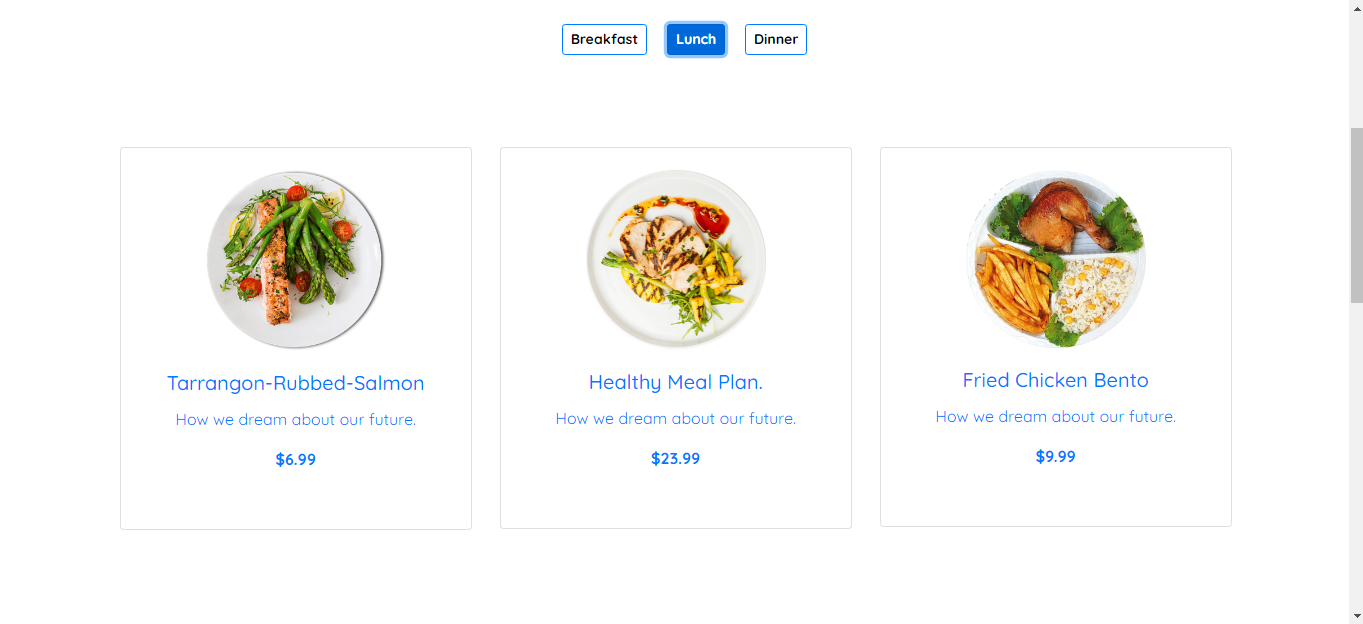 Breakfast
Lunch
Dinner
Tarrangon-Rubbed-Salmon
How we dream about our future.
$6.99
Healthy Meal Plan.
How we dream about our future.
$23.99
Fried Chicken Bento
How we dream about our future.
$9.99